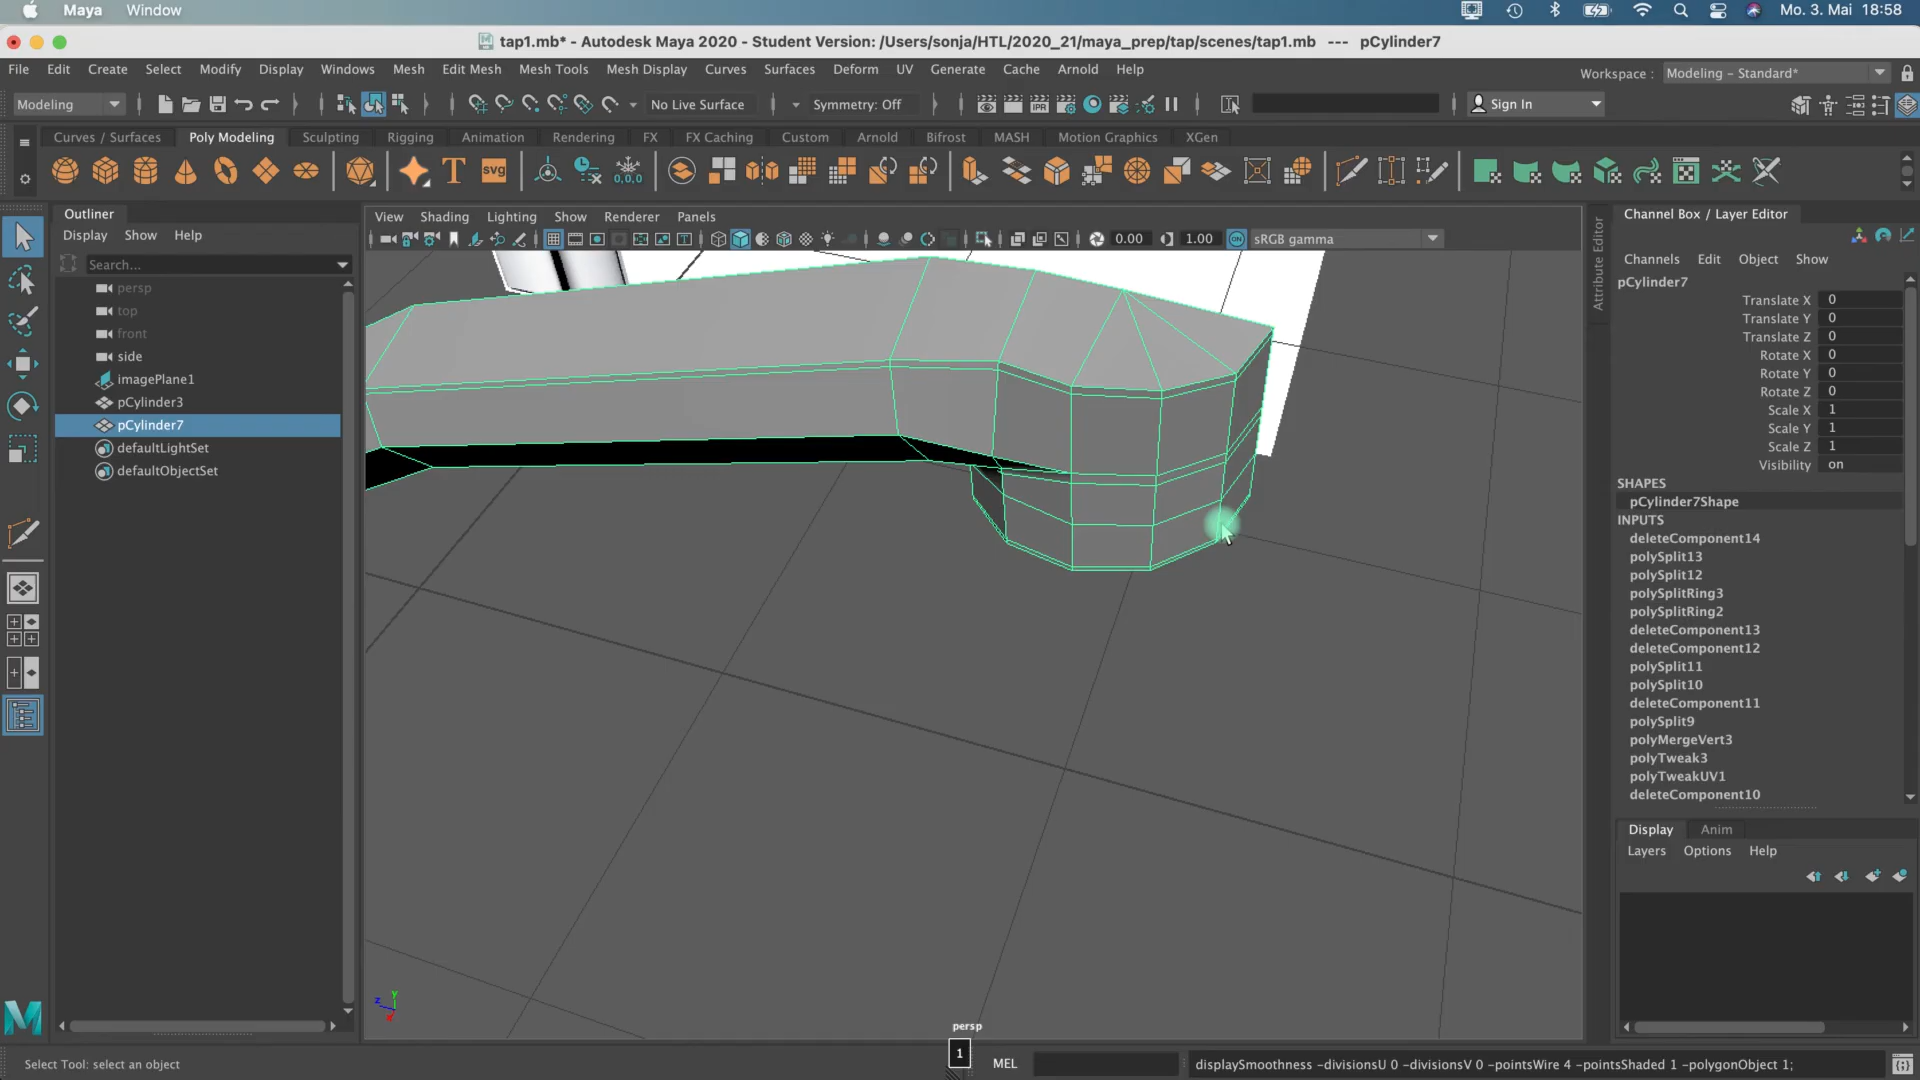 Maya Window Mo. 3. Mai 18:58
tap1.mb* - Autodesk Maya 2020 - Student Version: /Users/sonja/HTL/2020_21/maya_prep/tap/scenes/tap1.mb --- pCylinder7
File Edit Create Select Modify Display Windows Mesh Edit Mesh Mesh Tools Mesh Display Curves Surfaces Deform UV Generate Cache Arnold Help Workspace : Modeling - Standard*
Modeling No Live Surface Symmetry: Off IPR Sign In
Curves / Surfaces Poly Modeling Sculpting Rigging Animation Rendering FX FX Caching Custom Arnold Bifrost MASH Motion Graphics XGen
T svg 0,0,0
Outliner
Display Show Help
Search...
persp
top
front
side
imagePlane1
pCylinder3
pCylinder7
defaultLightSet
defaultObjectSet
View Shading Lighting Show Renderer Panels
0.00 1.00 ON sRGB gamma
z y
persp
Attribute Editor
Channel Box / Layer Editor
Channels Edit Object Show
pCylinder7
Translate X 0
Translate Y 0
Translate Z 0
Rotate X 0
Rotate Y 0
Rotate Z 0
Scale X 1
Scale Y 1
Scale Z 1
Visibility on
SHAPES
pCylinder7Shape
INPUTS
deleteComponent14
polySplit13
polySplit12
polySplitRing3
polySplitRing2
deleteComponent13
deleteComponent12
polySplit11
polySplit10
deleteComponent11
polySplit9
polyMergeVert3
polyTweak3
polyTweakUV1
deleteComponent10
Display Anim
Layers Options Help
Select Tool: select an object 1 MEL displaySmoothness -divisionsU 0 -divisionsV 0 -pointsWire 4 -pointsShaded 1 -polygonObject 1;